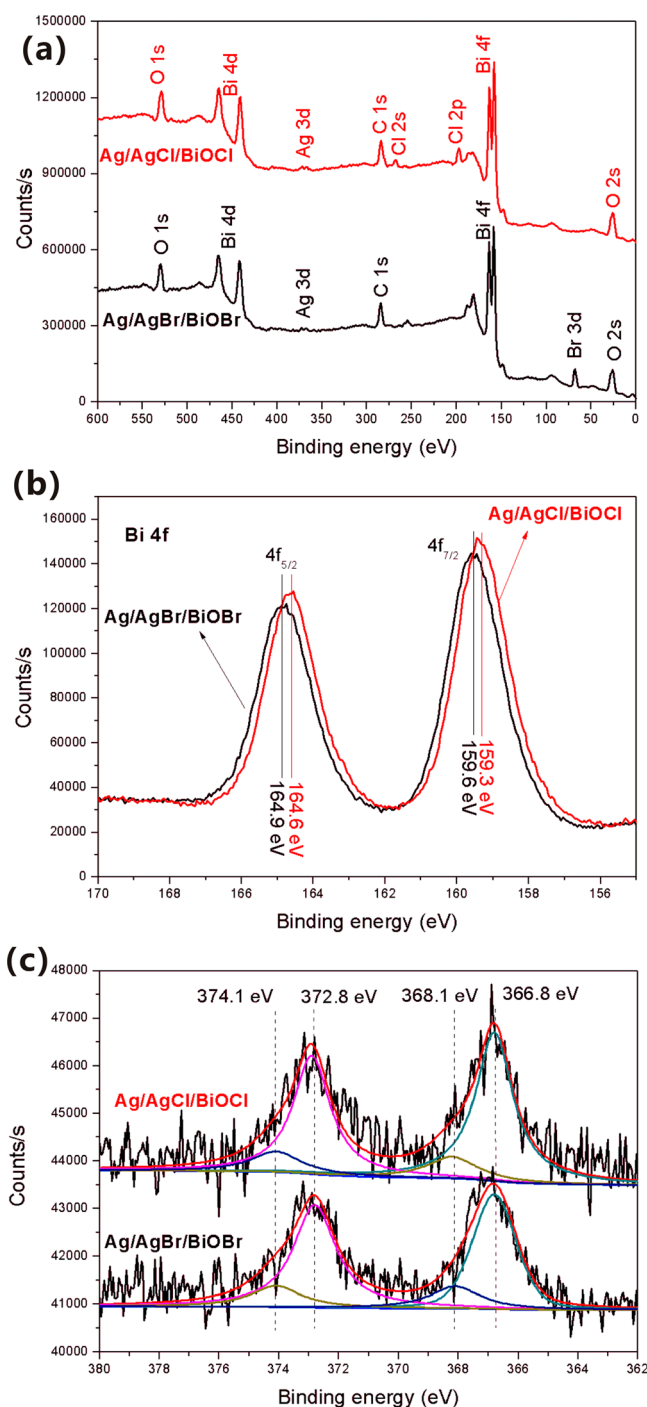 (a)
1500000
1200000
900000
600000
300000
0
Counts/s
O 1s
Bi 4d
Ag 3d
C 1s
Cl 2s
Cl 2p
Bi 4f
O 2s
Ag/AgCl/BiOCl
O 1s
Bi 4d
Ag 3d
C 1s
Bi 4f
Br 3d
O 2s
Ag/AgBr/BiOBr
600 550 500 450 400 350 300 250 200 150 100 50 0
Binding energy (eV)
(b)
160000
140000
120000
100000
80000
60000
40000
20000
0
Counts/s
Bi 4f
Ag/AgCl/BiOCl
4f5/2
4f7/2
Ag/AgBr/BiOBr
164.9 eV
164.6 eV
159.6 eV
159.3 eV
170 168 166 164 162 160 158 156
Binding energy (eV)
(c)
48000
47000
46000
45000
44000
43000
42000
41000
40000
Counts/s
374.1 eV 372.8 eV 368.1 eV 366.8 eV
Ag/AgCl/BiOCl
Ag/AgBr/BiOBr
380 378 376 374 372 370 368 366 364 362
Binding energy (eV)